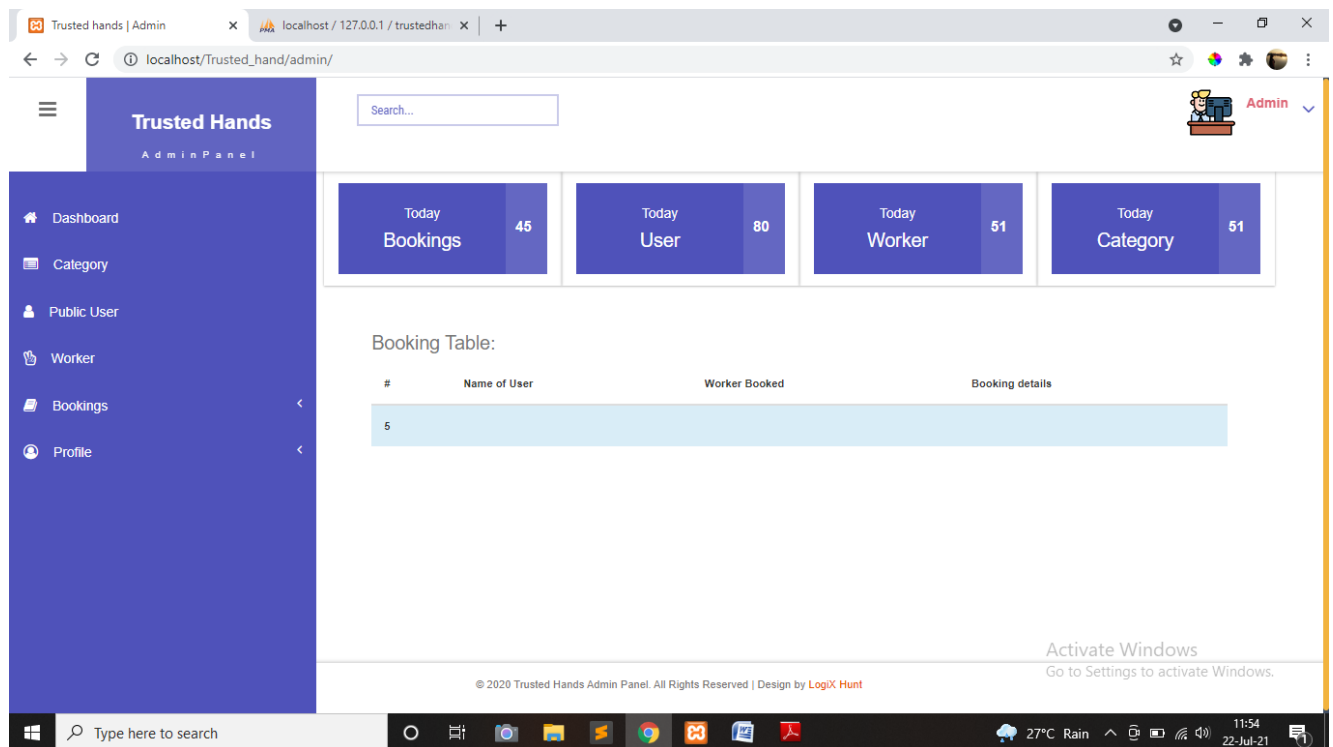 Trusted hands | Admin
localhost / 127.0.0.1 / trustedhan
localhost/Trusted_hand/admin/
Trusted Hands
AdminPanel
Search...
Admin
Dashboard
Category
Public User
Worker
Bookings
Profile
Today
Bookings
45
Today
User
80
Today
Worker
51
Today
Category
51
Booking Table:
# Name of User Worker Booked Booking details
5
Activate Windows
Go to Settings to activate Windows.
© 2020 Trusted Hands Admin Panel. All Rights Reserved | Design by LogiX Hunt
Type here to search
27°C Rain
11:54
22-Jul-21